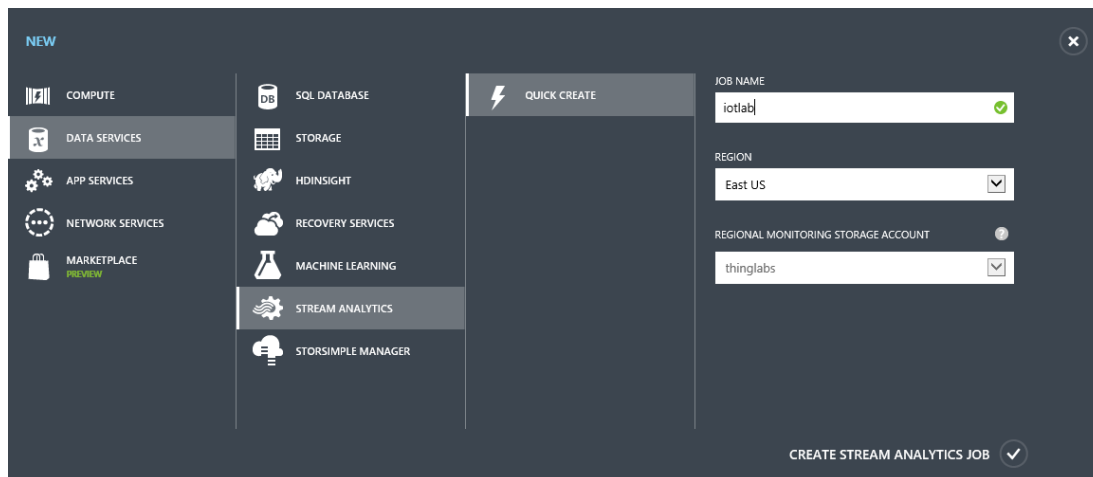 NEW
COMPUTE
DATA SERVICES
APP SERVICES
NETWORK SERVICES
MARKETPLACE
PREVIEW
DB
SQL DATABASE
STORAGE
HDINSIGHT
RECOVERY SERVICES
MACHINE LEARNING
STREAM ANALYTICS
STORSIMPLE MANAGER
QUICK CREATE
JOB NAME
iotlab
REGION
East US
REGIONAL MONITORING STORAGE ACCOUNT ?
thinglabs
CREATE STREAM ANALYTICS JOB